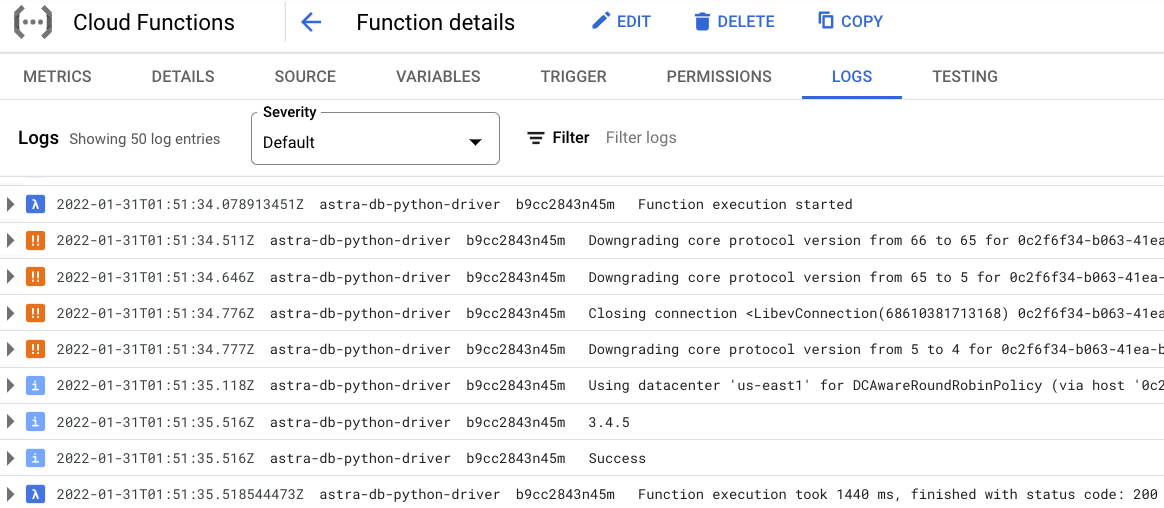 Cloud Functions Function details EDIT DELETE COPY
METRICS DETAILS SOURCE VARIABLES TRIGGER PERMISSIONS LOGS TESTING
Severity
Logs Showing 50 log entries Default Filter Filter logs
λ 2022-01-31T01:51:34.078913451Z astra-db-python-driver b9cc2843n45m Function execution started
!! 2022-01-31T01:51:34.511Z astra-db-python-driver b9cc2843n45m Downgrading core protocol version from 66 to 65 for 0c2f6f34-b063-41ea
!! 2022-01-31T01:51:34.646Z astra-db-python-driver b9cc2843n45m Downgrading core protocol version from 65 to 5 for 0c2f6f34-b063-41ea-
!! 2022-01-31T01:51:34.776Z astra-db-python-driver b9cc2843n45m Closing connection <LibevConnection(68610381713168) 0c2f6f34-b063-41ea
!! 2022-01-31T01:51:34.777Z astra-db-python-driver b9cc2843n45m Downgrading core protocol version from 5 to 4 for 0c2f6f34-b063-41ea-b
i 2022-01-31T01:51:35.118Z astra-db-python-driver b9cc2843n45m Using datacenter 'us-east1' for DCAwareRoundRobinPolicy (via host '0c2
i 2022-01-31T01:51:35.516Z astra-db-python-driver b9cc2843n45m 3.4.5
i 2022-01-31T01:51:35.516Z astra-db-python-driver b9cc2843n45m Success
λ 2022-01-31T01:51:35.518544473Z astra-db-python-driver b9cc2843n45m Function execution took 1440 ms, finished with status code: 200